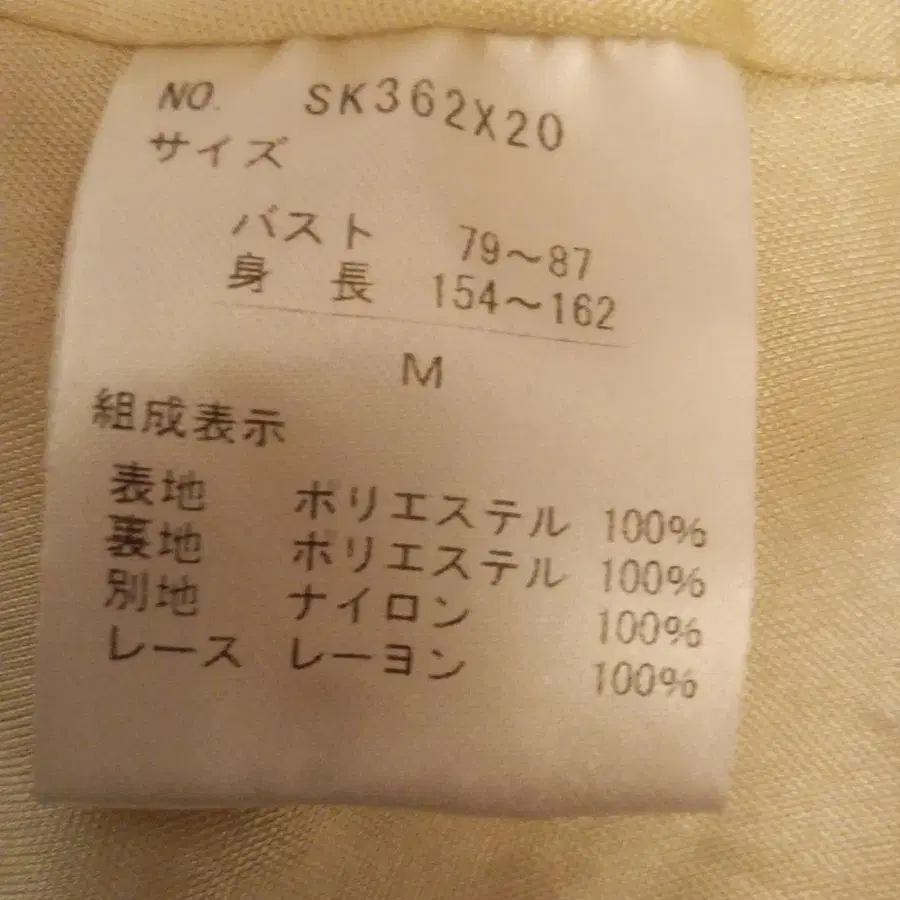 NO. SK362X20
サイズ
バスト 79～87
身 長 154～162
M
組成表示
表地 ポリエステル 100%
裏地 ポリエステル 100%
別地 ナイロン 100%
レース レーヨン 100%